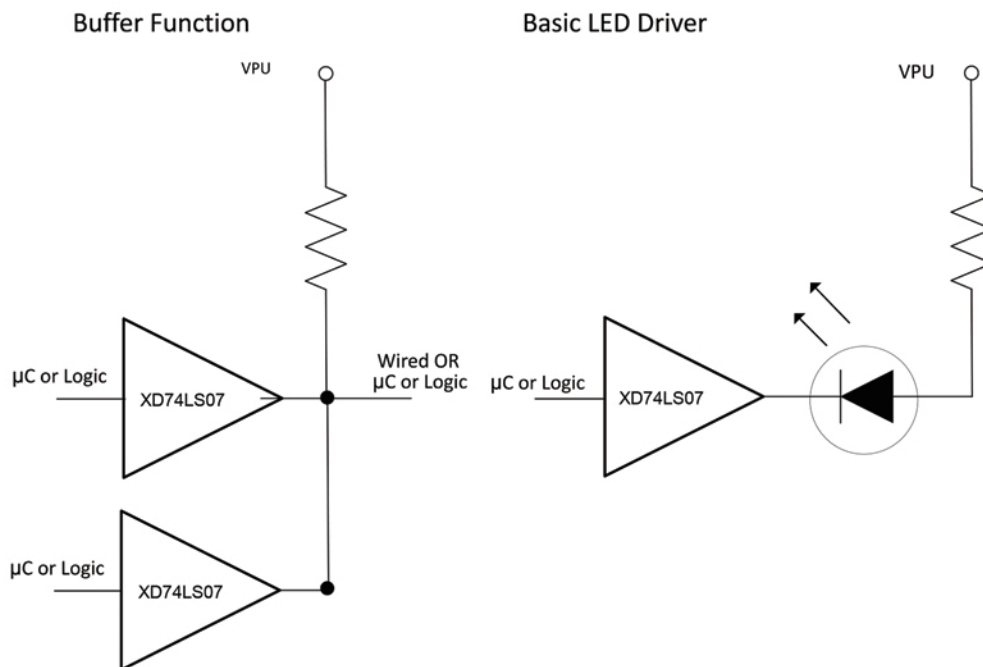 Buffer Function
VPU
µC or Logic
XD74LS07
Wired OR
µC or Logic
µC or Logic
XD74LS07
Basic LED Driver
VPU
µC or Logic
XD74LS07